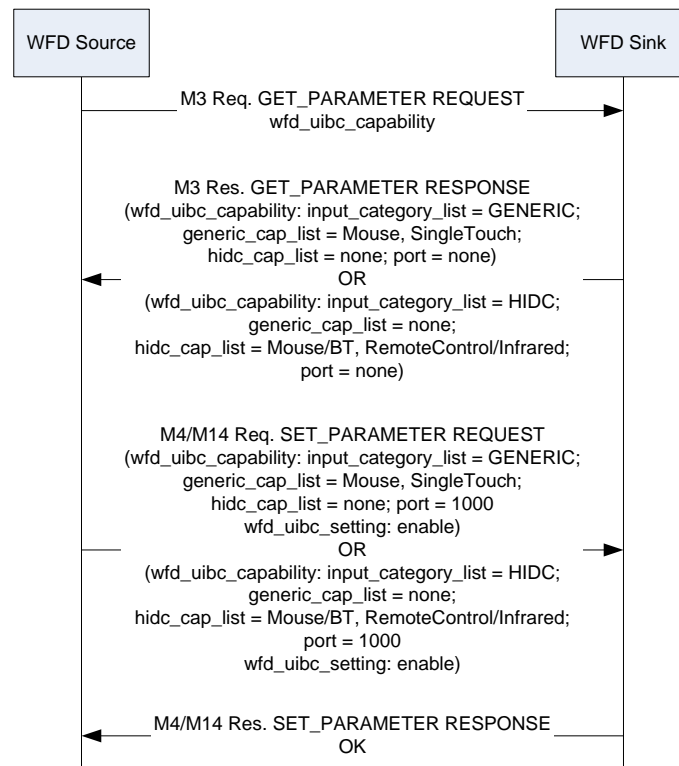 WFD Source
WFD Sink
M3 Req. GET_PARAMETER REQUEST
wfd_uibc_capability
M3 Res. GET_PARAMETER RESPONSE
(wfd_uibc_capability: input_category_list = GENERIC;
generic_cap_list = Mouse, SingleTouch;
hidc_cap_list = none; port = none)
OR
(wfd_uibc_capability: input_category_list = HIDC;
generic_cap_list = none;
hidc_cap_list = Mouse/BT, RemoteControl/Infrared;
port = none)
M4/M14 Req. SET_PARAMETER REQUEST
(wfd_uibc_capability: input_category_list = GENERIC;
generic_cap_list = Mouse, SingleTouch;
hidc_cap_list = none; port = 1000
wfd_uibc_setting: enable)
OR
(wfd_uibc_capability: input_category_list = HIDC;
generic_cap_list = none;
hidc_cap_list = Mouse/BT, RemoteControl/Infrared;
port = 1000
wfd_uibc_setting: enable)
M4/M14 Res. SET_PARAMETER RESPONSE
OK